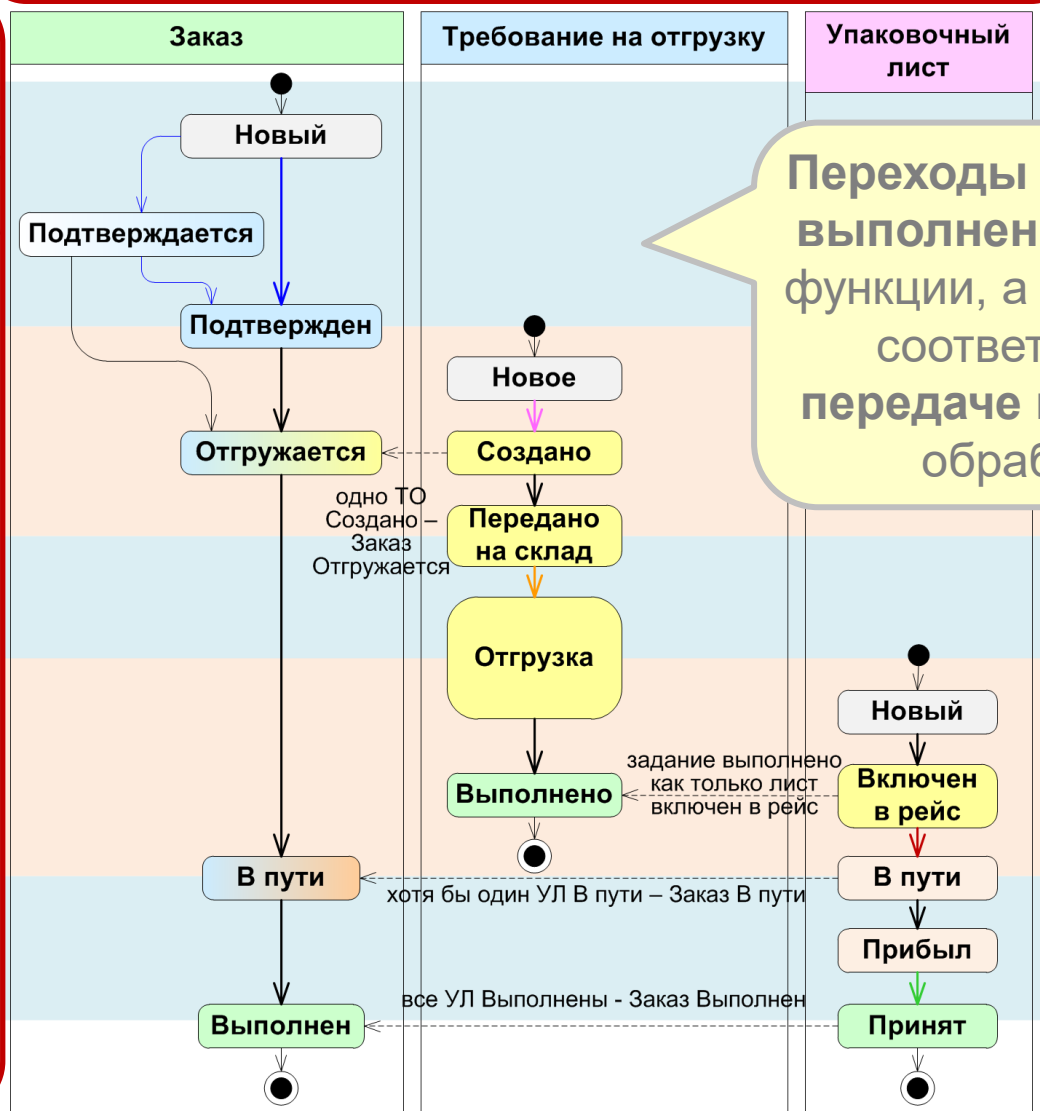 Заказ
Требование на отгрузку
Упаковочный
лист
Новый
Подтверждается
Подтвержден
Отгружается
В пути
Выполнен
Новое
Создано
одно ТО
Создано –
Заказ
Отгружается
Передано
на склад
Отгрузка
Выполнено
Переходы
выполнен
функции, а
соответ
передаче
обраб
Новый
задание выполнено
как только лист
включен в рейс
Включен
в рейс
В пути
хотя бы один УЛ В пути – Заказ В пути
Прибыл
все УЛ Выполнены - Заказ Выполнен
Принят